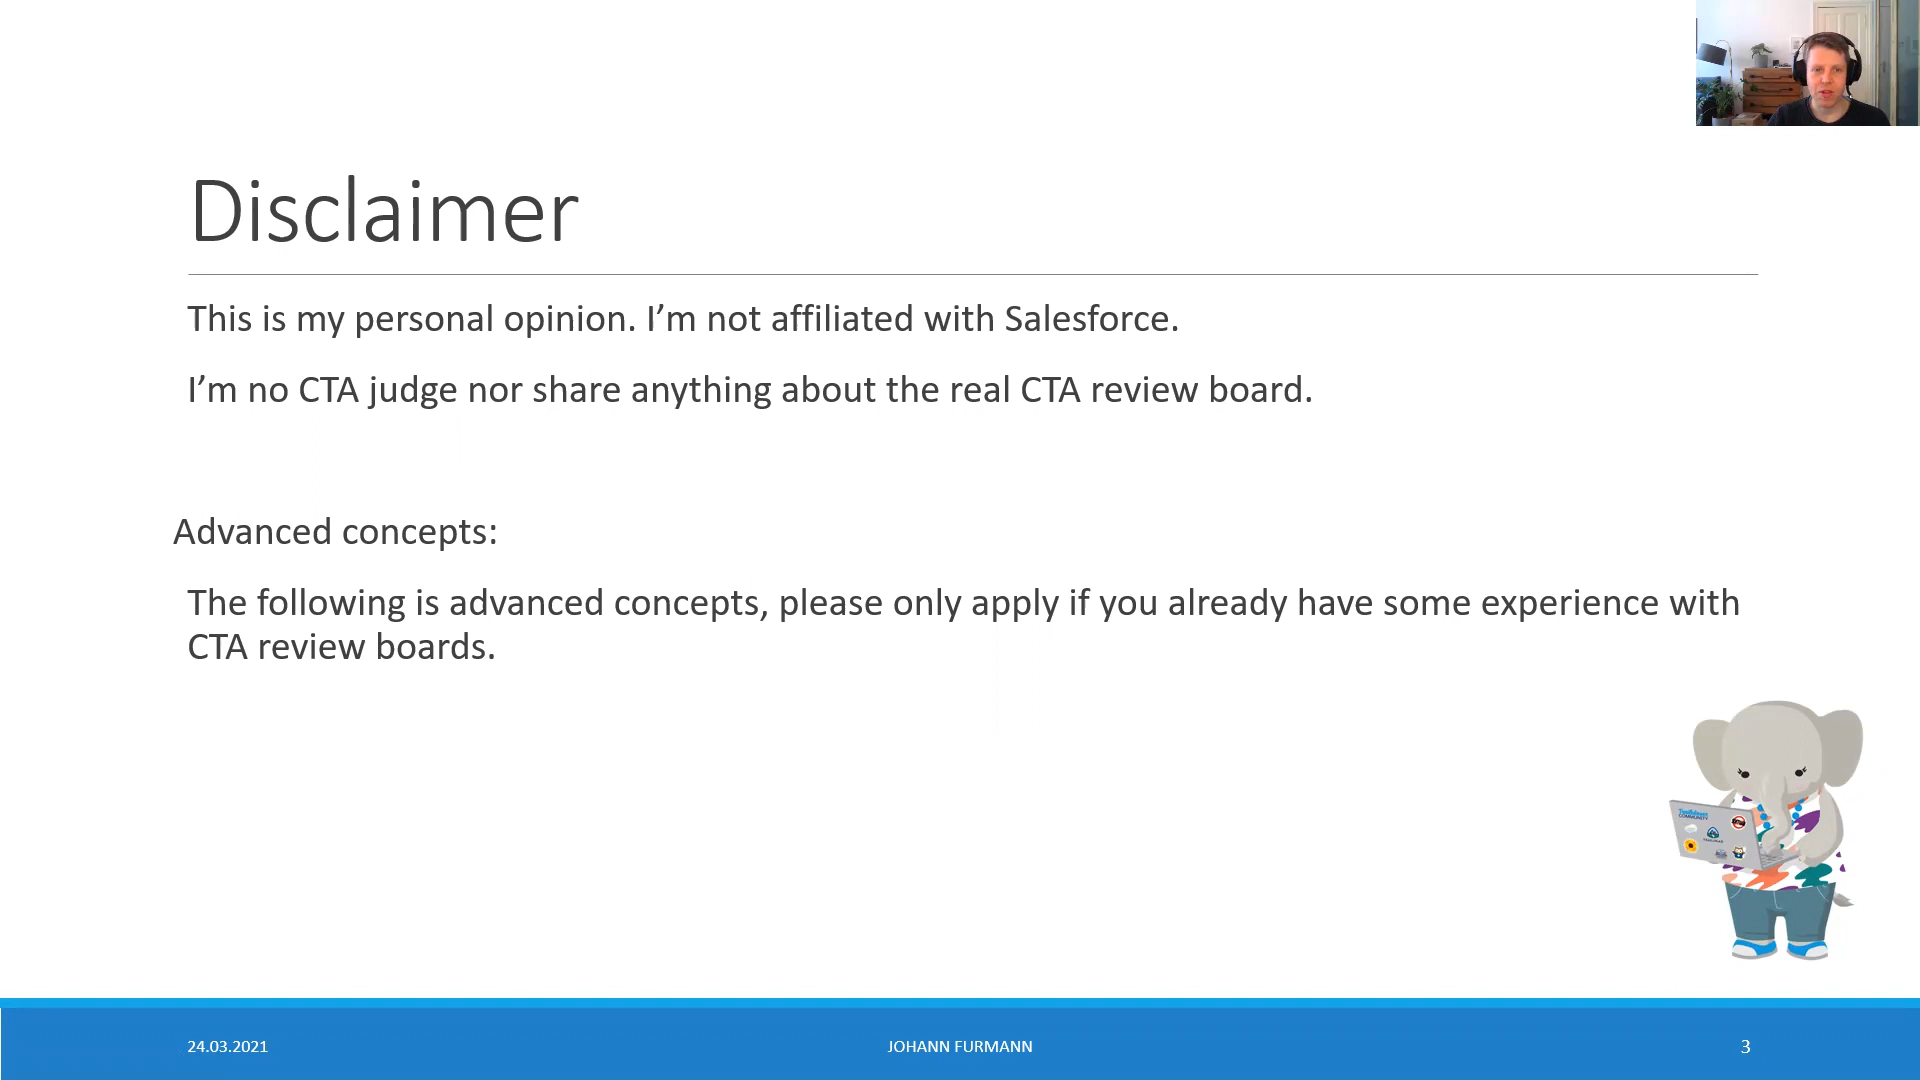 Disclaimer
This is my personal opinion. I’m not affiliated with Salesforce.
I’m no CTA judge nor share anything about the real CTA review board.
Advanced concepts:
The following is advanced concepts, please only apply if you already have some experience with
CTA review boards.
COMMUNITY
24.03.2021
JOHANN FURMANN
3